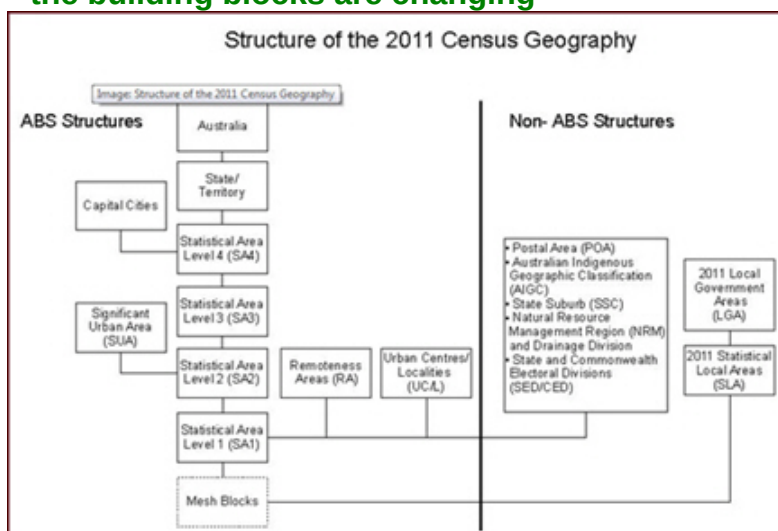 the building blocks are changing
Structure of the 2011 Census Geography
Image: Structure of the 2011 Census Geography
ABS Structures
Non- ABS Structures
Australia
State/
Territory
Capital Cities
Statistical Area
Level 4 (SA4)
Statistical Area
Level 3 (SA3)
Significant
Urban Area
(SUA)
Statistical Area
Level 2 (SA2)
Remoteness
Areas (RA)
Urban Centres/
Localities
(UC/L)
Statistical Area
Level 1 (SA1)
Mesh Blocks
• Postal Area (POA)
• Australian Indigenous
Geographic Classification
(AIGC)
• State Suburb (SSC)
• Natural Resource
Management Region (NRM)
and Drainage Division
• State and Commonwealth
Electoral Divisions
(SED/CED)
2011 Local
Government
Areas
(LGA)
2011 Statistical
Local Areas
(SLA)